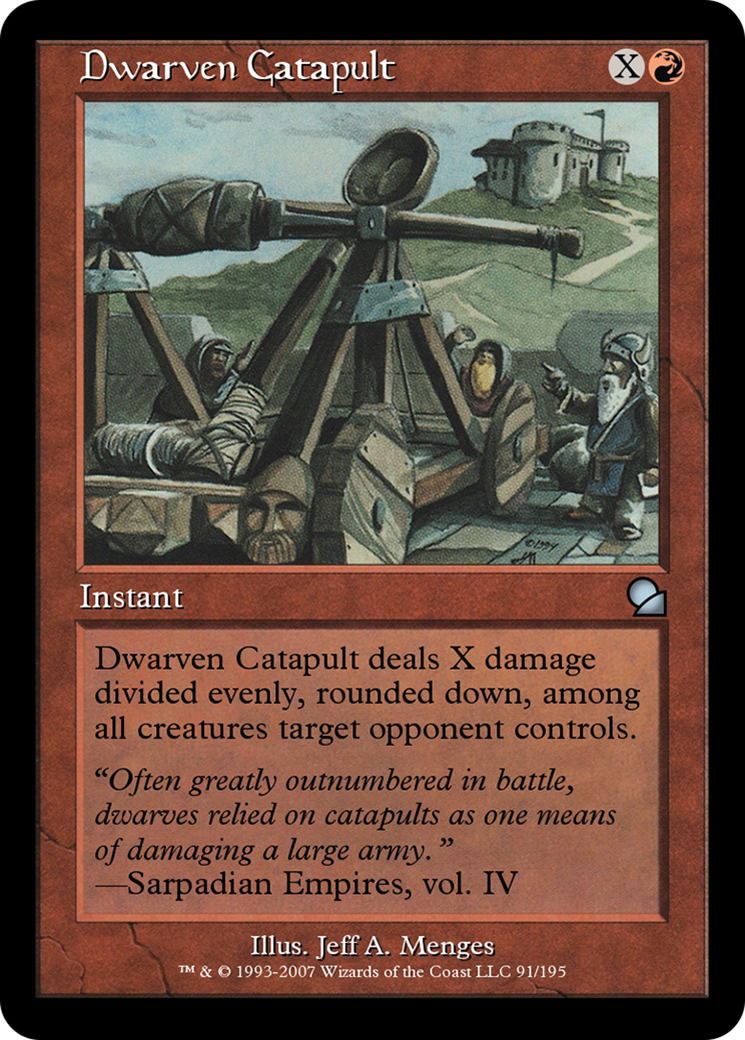 Dwarven Catapult X
©1994
Instant
Dwarven Catapult deals X damage
divided evenly, rounded down, among
all creatures target opponent controls.
“Often greatly outnumbered in battle,
dwarves relied on catapults as one means
of damaging a large army.”
—Sarpadian Empires, vol. IV
Illus. Jeff A. Menges
™ & © 1993-2007 Wizards of the Coast LLC 91/195